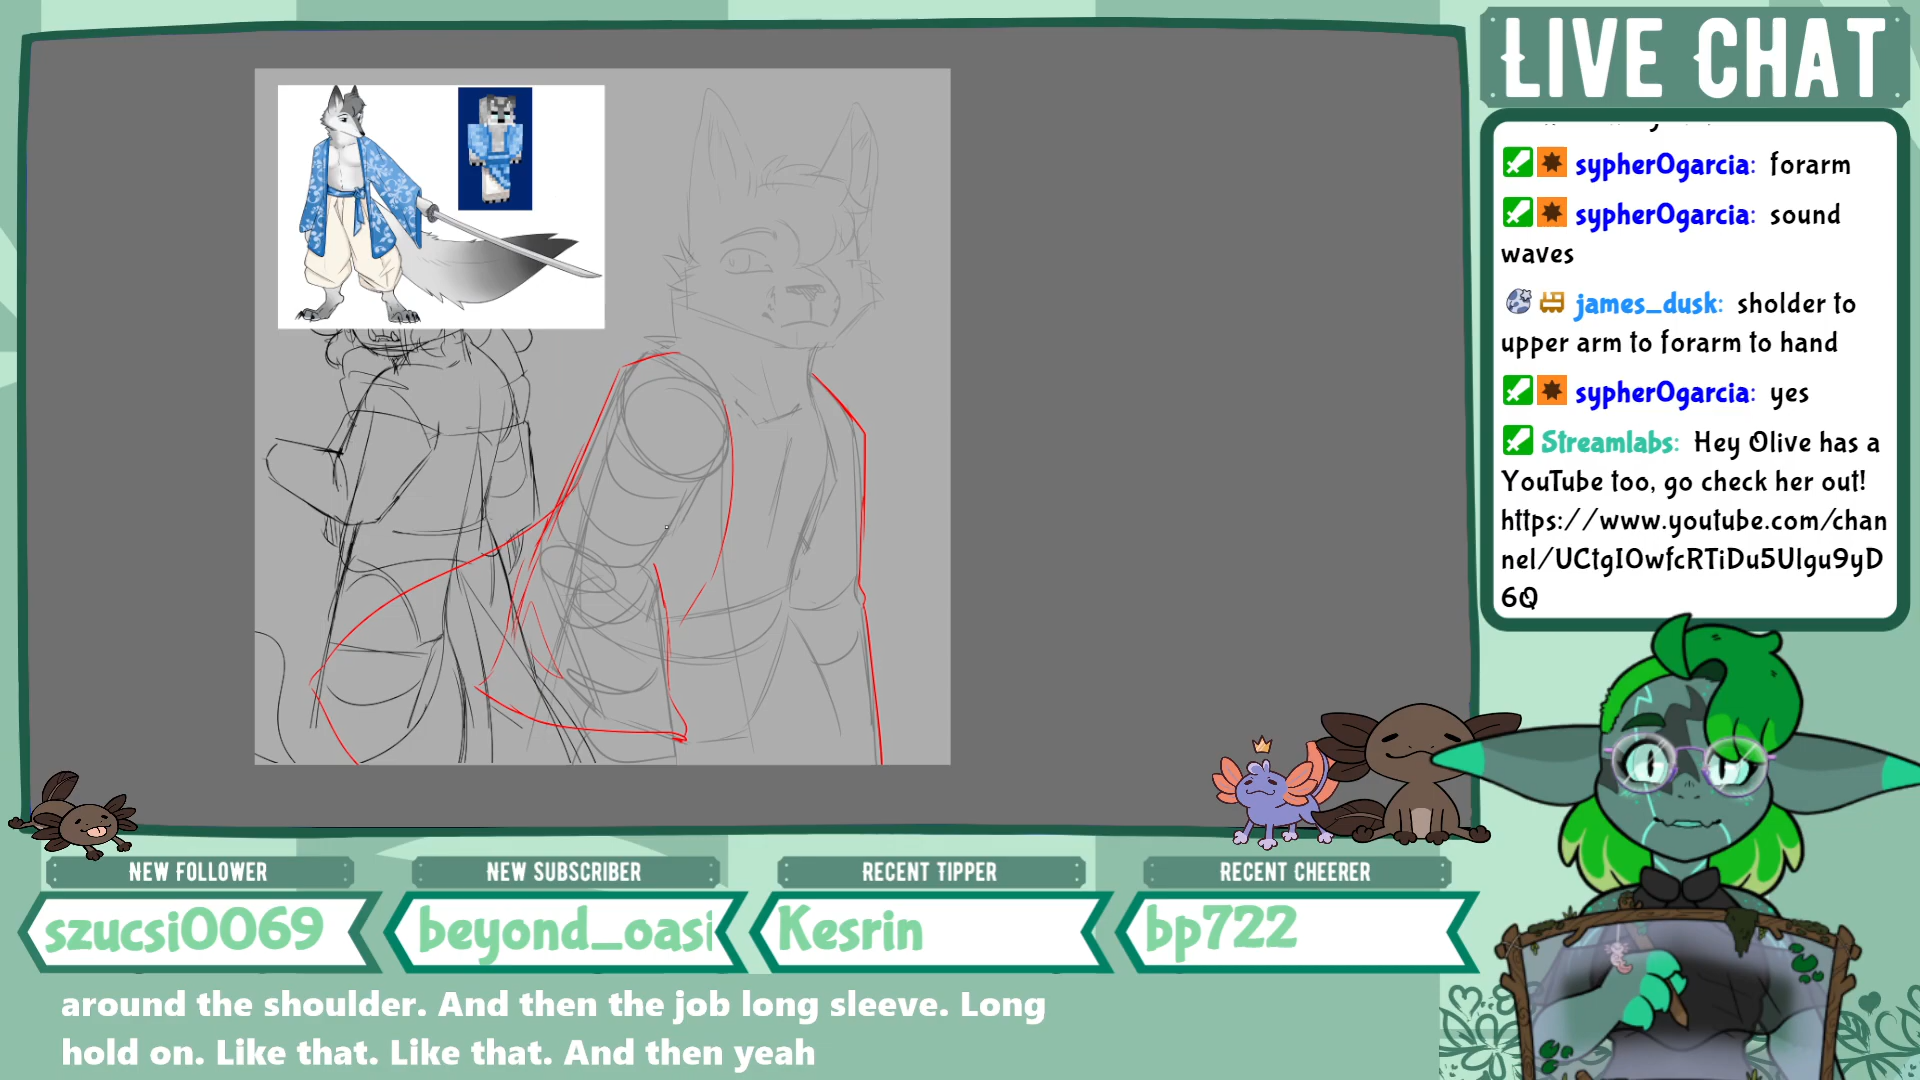 LIVE CHAT
sypherOgarcia: forarm
sypherOgarcia: sound
waves
james_dusk: sholder to
upper arm to forarm to hand
sypherOgarcia: yes
Streamlabs: Hey Olive has a
YouTube too, go check her out!
https://www.youtube.com/chan
nel/UCtgIOwfcRTiDu5Ulgu9yD
6Q
NEW FOLLOWER
NEW SUBSCRIBER
RECENT TIPPER
RECENT CHEERER
szucsi0069
beyond_oasi
Kesrin
bp722
around the shoulder. And then the job long sleeve. Long
hold on. Like that. Like that. And then yeah